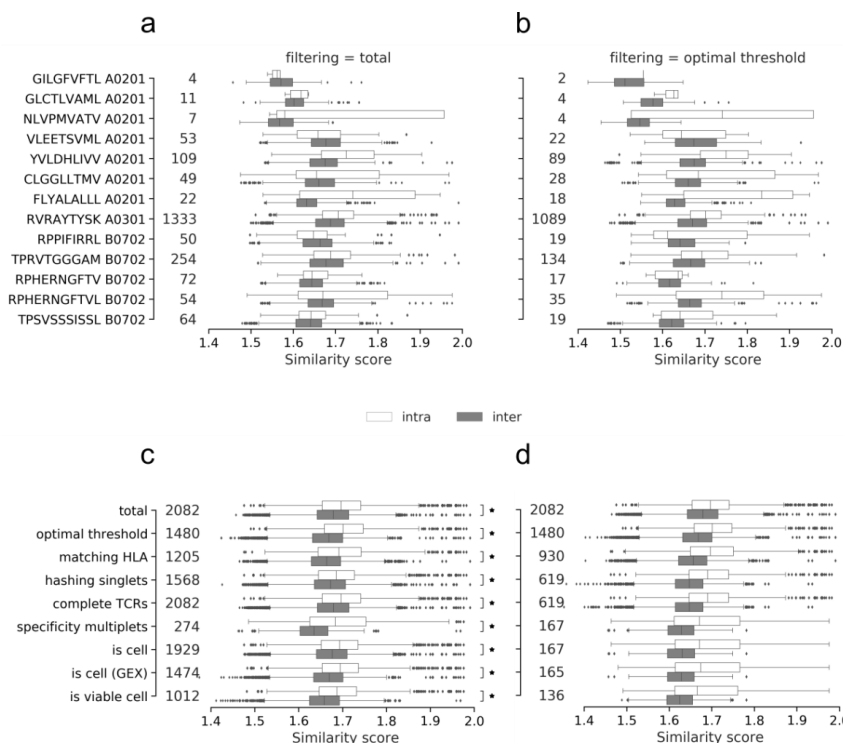 a
b
filtering = total
filtering = optimal threshold
GILGFVFTL A0201 4 2
GLCTLVAML A0201 11 4
NLVPMVATV A0201 7 4
VLEETSVML A0201 53 22
YVLDHLIVV A0201 109 89
CLGGLLTMV A0201 49 28
FLYALALLL A0201 22 18
RVRAYTYSK A0301 1333 1089
RPPIFIRRL B0702 50 19
TPRVTGGGAM B0702 254 134
RPHERNGFTV B0702 72 17
RPHERNGFTVL B0702 54 35
TPSVSSSISSL B0702 64 19
1.4 1.5 1.6 1.7 1.8 1.9 2.0 1.4 1.5 1.6 1.7 1.8 1.9 2.0
Similarity score Similarity score
intra inter
c
d
total 2082 2082
optimal threshold 1480 1480
matching HLA 1205 930
hashing singlets 1568 619
complete TCRs 2082 619
specificity multiplets 274 167
is cell 1929 167
is cell (GEX) 1474 165
is viable cell 1012 136
1.4 1.5 1.6 1.7 1.8 1.9 2.0 1.4 1.5 1.6 1.7 1.8 1.9 2.0
Similarity score Similarity score